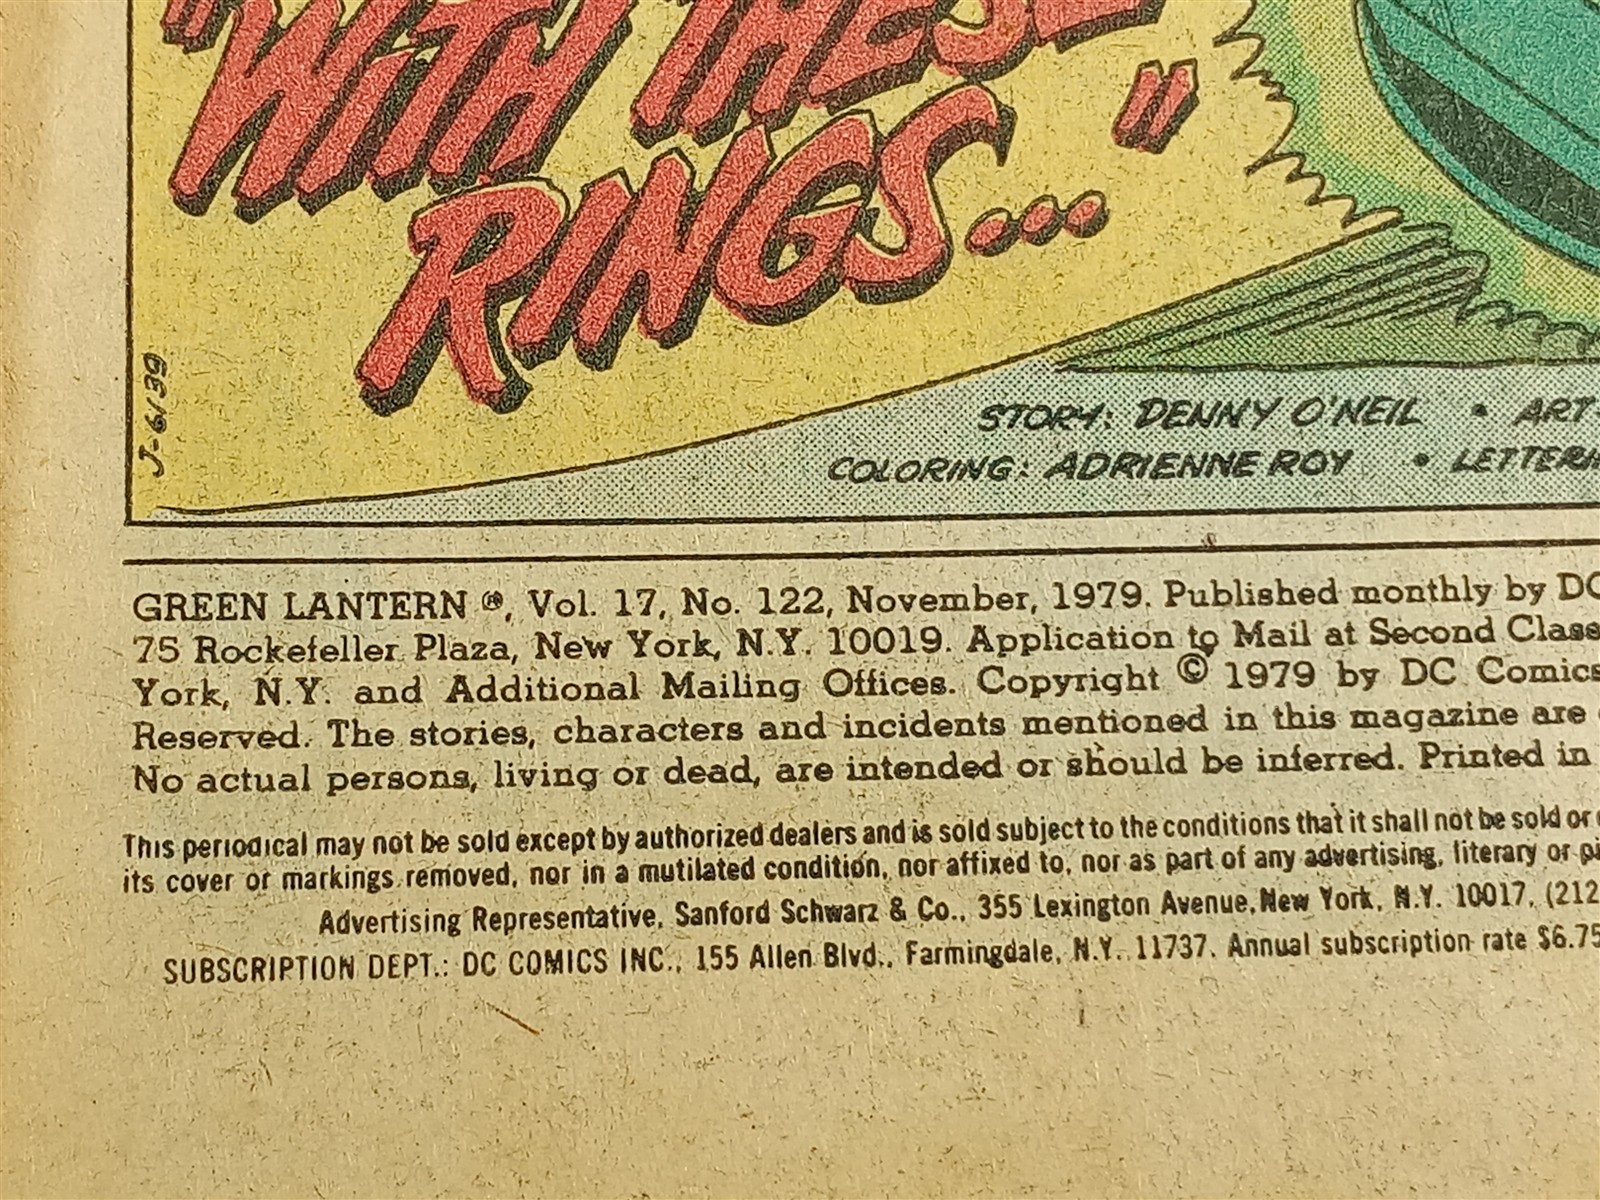 "WITH THESE
RINGS..."
J-6139
STORY: DENNY O'NEIL • ART
COLORING: ADRIENNE ROY •
GREEN LANTERN ®, Vol. 17, No. 122, November, 1979. Published monthly by DC
75 Rockefeller Plaza, New York, N.Y. 10019. Application to Mail at Second Class
York, N.Y. and Additional Mailing Offices. Copyright © 1979 by DC Comics
Reserved. The stories, characters and incidents mentioned in this magazine are
No actual persons, living or dead, are intended or should be inferred. Printed in
This periodical may not be sold except by authorized dealers and is sold subject to the conditions that it shall not be sold or
its cover or markings removed, nor in a mutilated condition, nor affixed to, nor as part of any advertising, literary or
Advertising Representative, Sanford Schwarz & Co., 355 Lexington Avenue, New York, N.Y. 10017, (212
SUBSCRIPTION DEPT.: DC COMICS INC., 155 Allen Blvd., Farmingdale, N.Y. 11737. Annual subscription rate $6.75